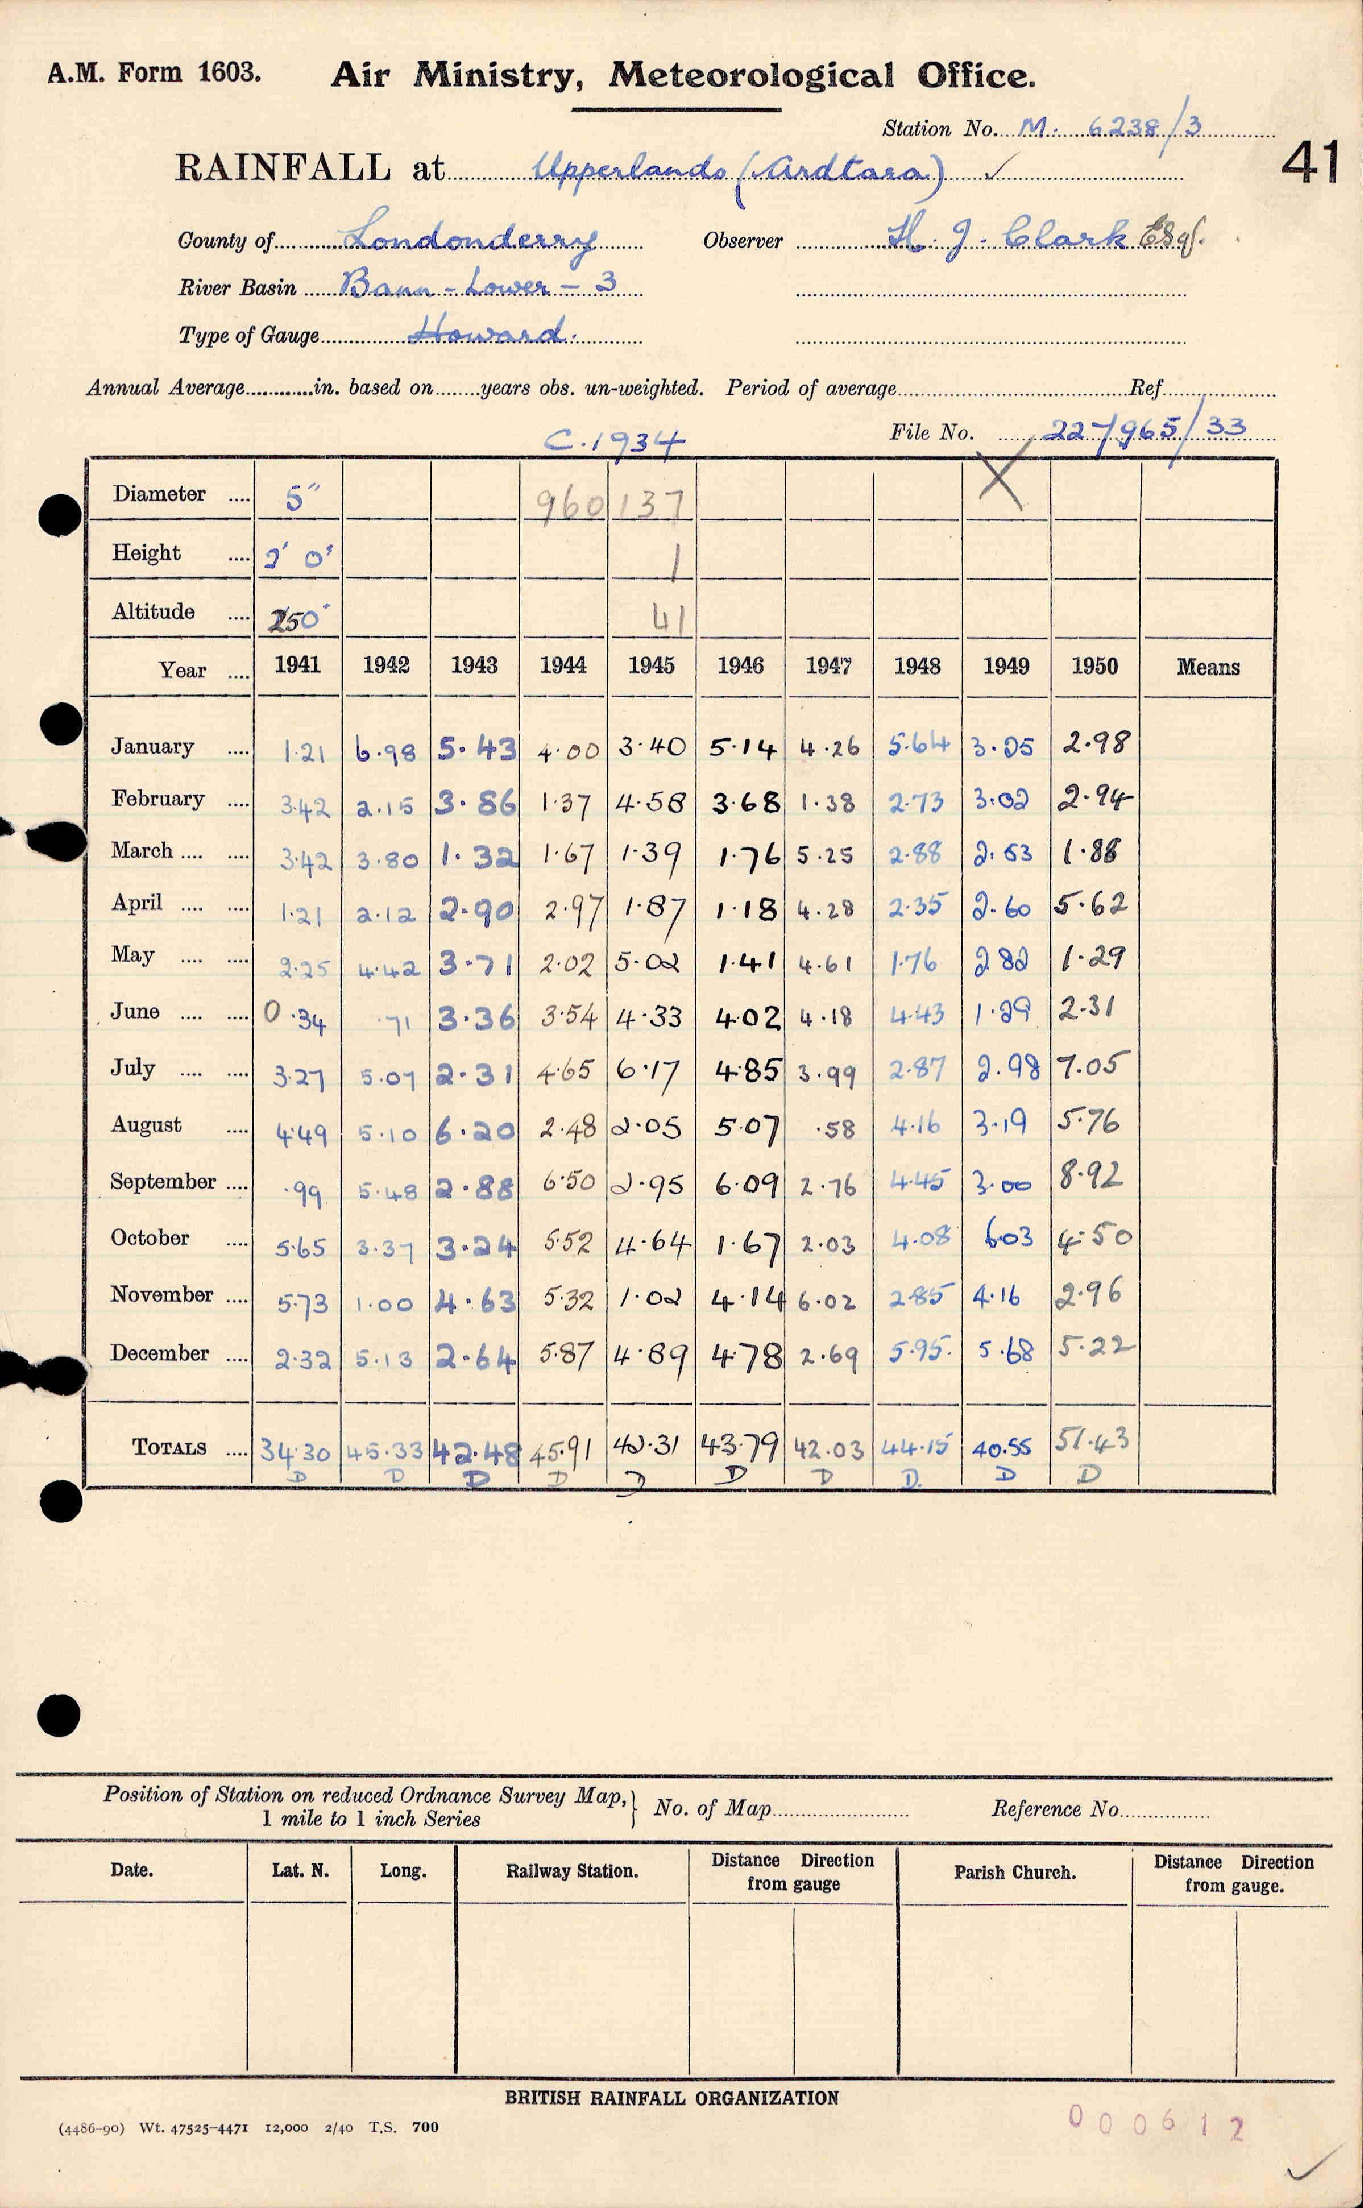 A.M. Form 1603. Air Ministry, Meteorological Office.
Station No. M. 6238/3
RAINFALL at Upperlands (Ardtara) ✓ 41
County of Londonderry Observer H. J. Clark Esq.
River Basin Bann - Lower - 3
Type of Gauge Howard.
Annual Average............in. based on........years obs. un-weighted. Period of average............Ref............
C.1934 File No. 227965/33
Diameter .... 5" 960 137 X
Height .... 2' 0" 1
Altitude .... 250' 41
Year .... 1941 1942 1943 1944 1945 1946 1947 1948 1949 1950 Means
January .... 1.21 6.98 5.43 4.00 3.40 5.14 4.26 5.64 3.25 2.98
February .... 3.42 2.15 3.86 1.37 4.58 3.68 1.38 2.73 3.02 2.94
March .... .... 3.42 3.80 1.32 1.67 1.39 1.76 5.25 2.88 2.53 1.88
April .... .... 1.21 2.12 2.90 2.97 1.87 1.18 4.28 2.35 2.60 5.62
May .... .... 2.25 4.42 3.71 2.02 5.02 1.41 4.61 1.76 2.82 1.29
June .... .... 0.34 .71 3.36 3.54 4.33 4.02 4.18 4.43 1.29 2.31
July .... .... 3.27 5.07 2.31 4.65 6.17 4.85 3.99 2.87 2.98 7.05
August .... 4.49 5.10 6.20 2.48 2.05 5.07 .58 4.16 3.19 5.76
September .... .99 5.48 2.88 6.50 2.95 6.09 2.76 4.45 3.00 8.92
October .... 5.65 3.37 3.24 5.52 4.64 1.67 2.03 4.08 6.03 4.50
November .... 5.73 1.00 4.63 5.32 1.02 4.14 6.02 2.85 4.16 2.96
December .... 2.32 5.13 2.64 5.87 4.89 4.78 2.69 5.95 5.68 5.22
TOTALS .... 34.30 45.33 42.48 45.91 42.31 43.79 42.03 44.15 40.55 51.43
D D D D D D D D. D D
Position of Station on reduced Ordnance Survey Map, } No. of Map............ Reference No............
1 mile to 1 inch Series
Date. Lat. N. Long. Railway Station. Distance Direction Parish Church. Distance Direction
from gauge from gauge.
BRITISH RAINFALL ORGANIZATION
(4486-90) Wt. 47525-4471 12,000 2/40 T.S. 700 000612
✓